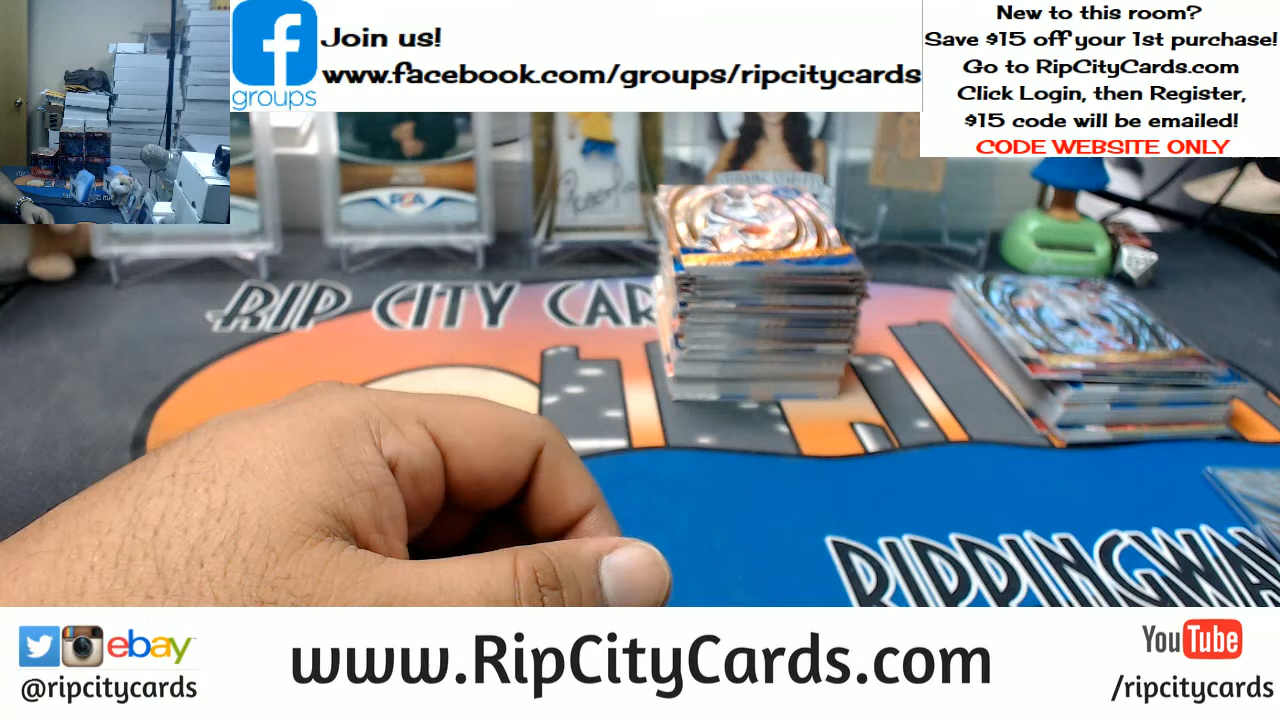 groups
Join us!
www.facebook.com/groups/ripcitycards
New to this room?
Save $15 off your 1st purchase!
Go to RipCityCards.com
Click Login, then Register,
$15 code will be emailed!
CODE WEBSITE ONLY
PSA
RIP CITY CAR
RIPPINGWA
ebay
@ripcitycards
www.RipCityCards.com
YouTube
/ripcitycards